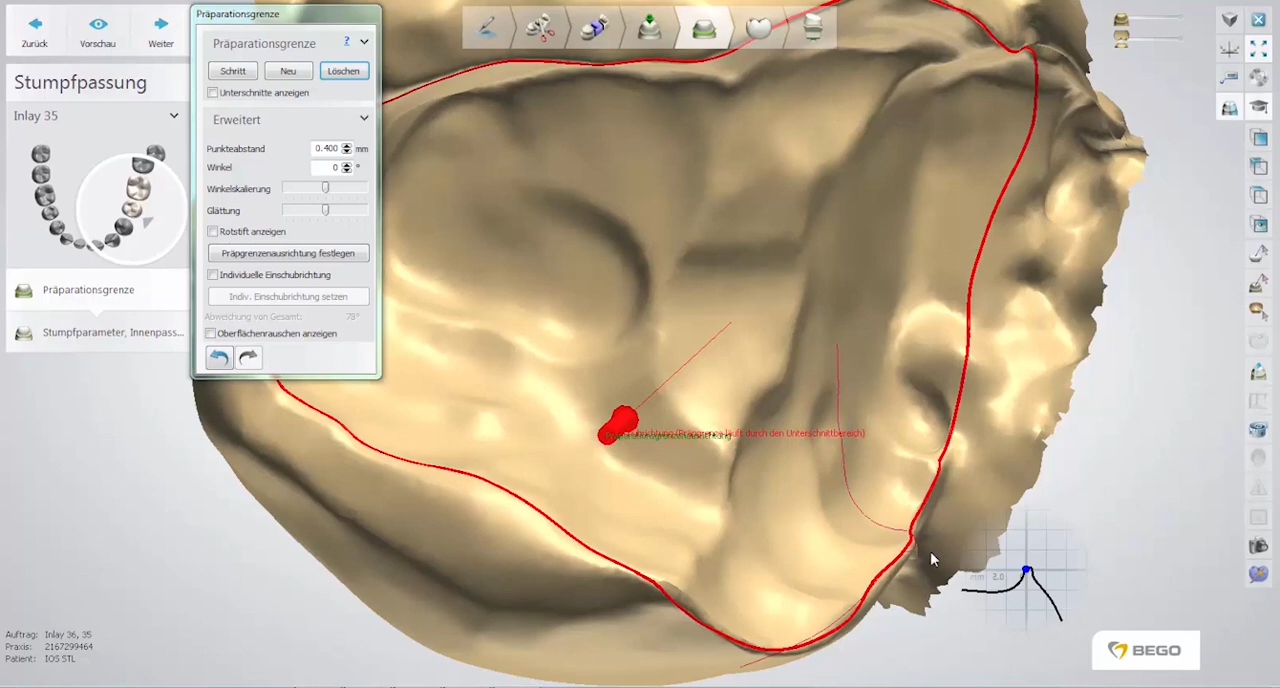 Zurück
Vorschau
Weiter
Stumpfpassung
Inlay 35
Präparationsgrenze
Stumpfparameter, Innenpass...
Präparationsgrenze
Präparationsgrenze ?
Schritt
Neu
Löschen
Unterschnitte anzeigen
Erweitert
Punkteabstand 0.400 mm
Winkel 0 °
Winkelskalierung
Glättung
Rotstift anzeigen
Präpgrenzenausrichtung festlegen
Individuelle Einschubrichtung
Indiv. Einschubrichtung setzen
Abweichung von Gesamt: 78°
Oberflächenrauschen anzeigen
(Präpgrenze läuft durch den Unterschnittbereich)
mm 2.0
Auftrag: Inlay 36, 35
Praxis: 2167299464
Patient: IOS STL
BEGO